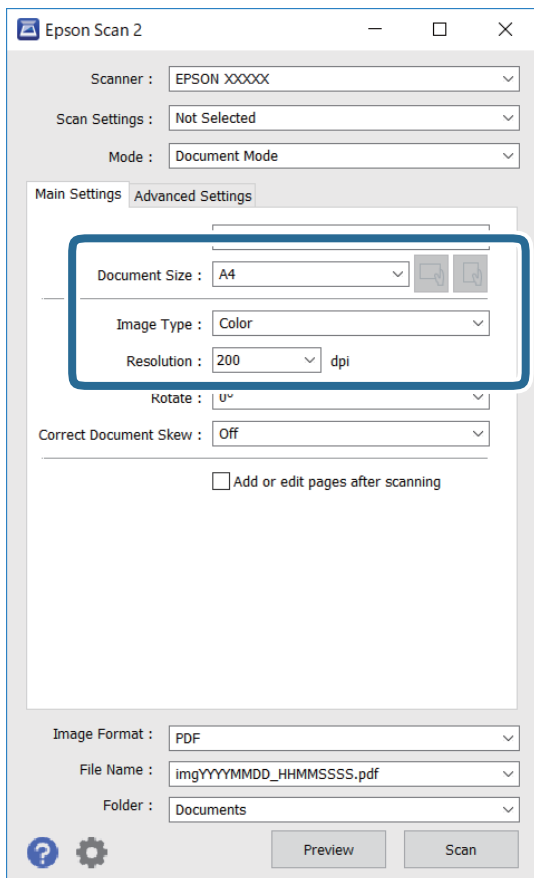 Epson Scan 2
Scanner : EPSON XXXXX
Scan Settings : Not Selected
Mode : Document Mode
Main Settings Advanced Settings
Document Size : A4
Image Type : Color
Resolution : 200 dpi
Rotate : 0º
Correct Document Skew : Off
Add or edit pages after scanning
Image Format : PDF
File Name : imgYYYYMMDD_HHMMSSSS.pdf
Folder : Documents
? Preview Scan